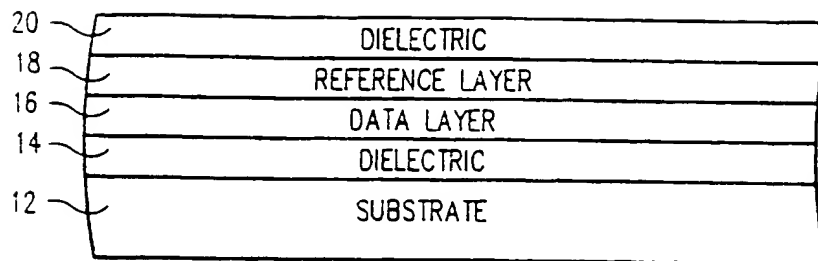 20 DIELECTRIC
18 REFERENCE LAYER
16 DATA LAYER
14 DIELECTRIC
12 SUBSTRATE